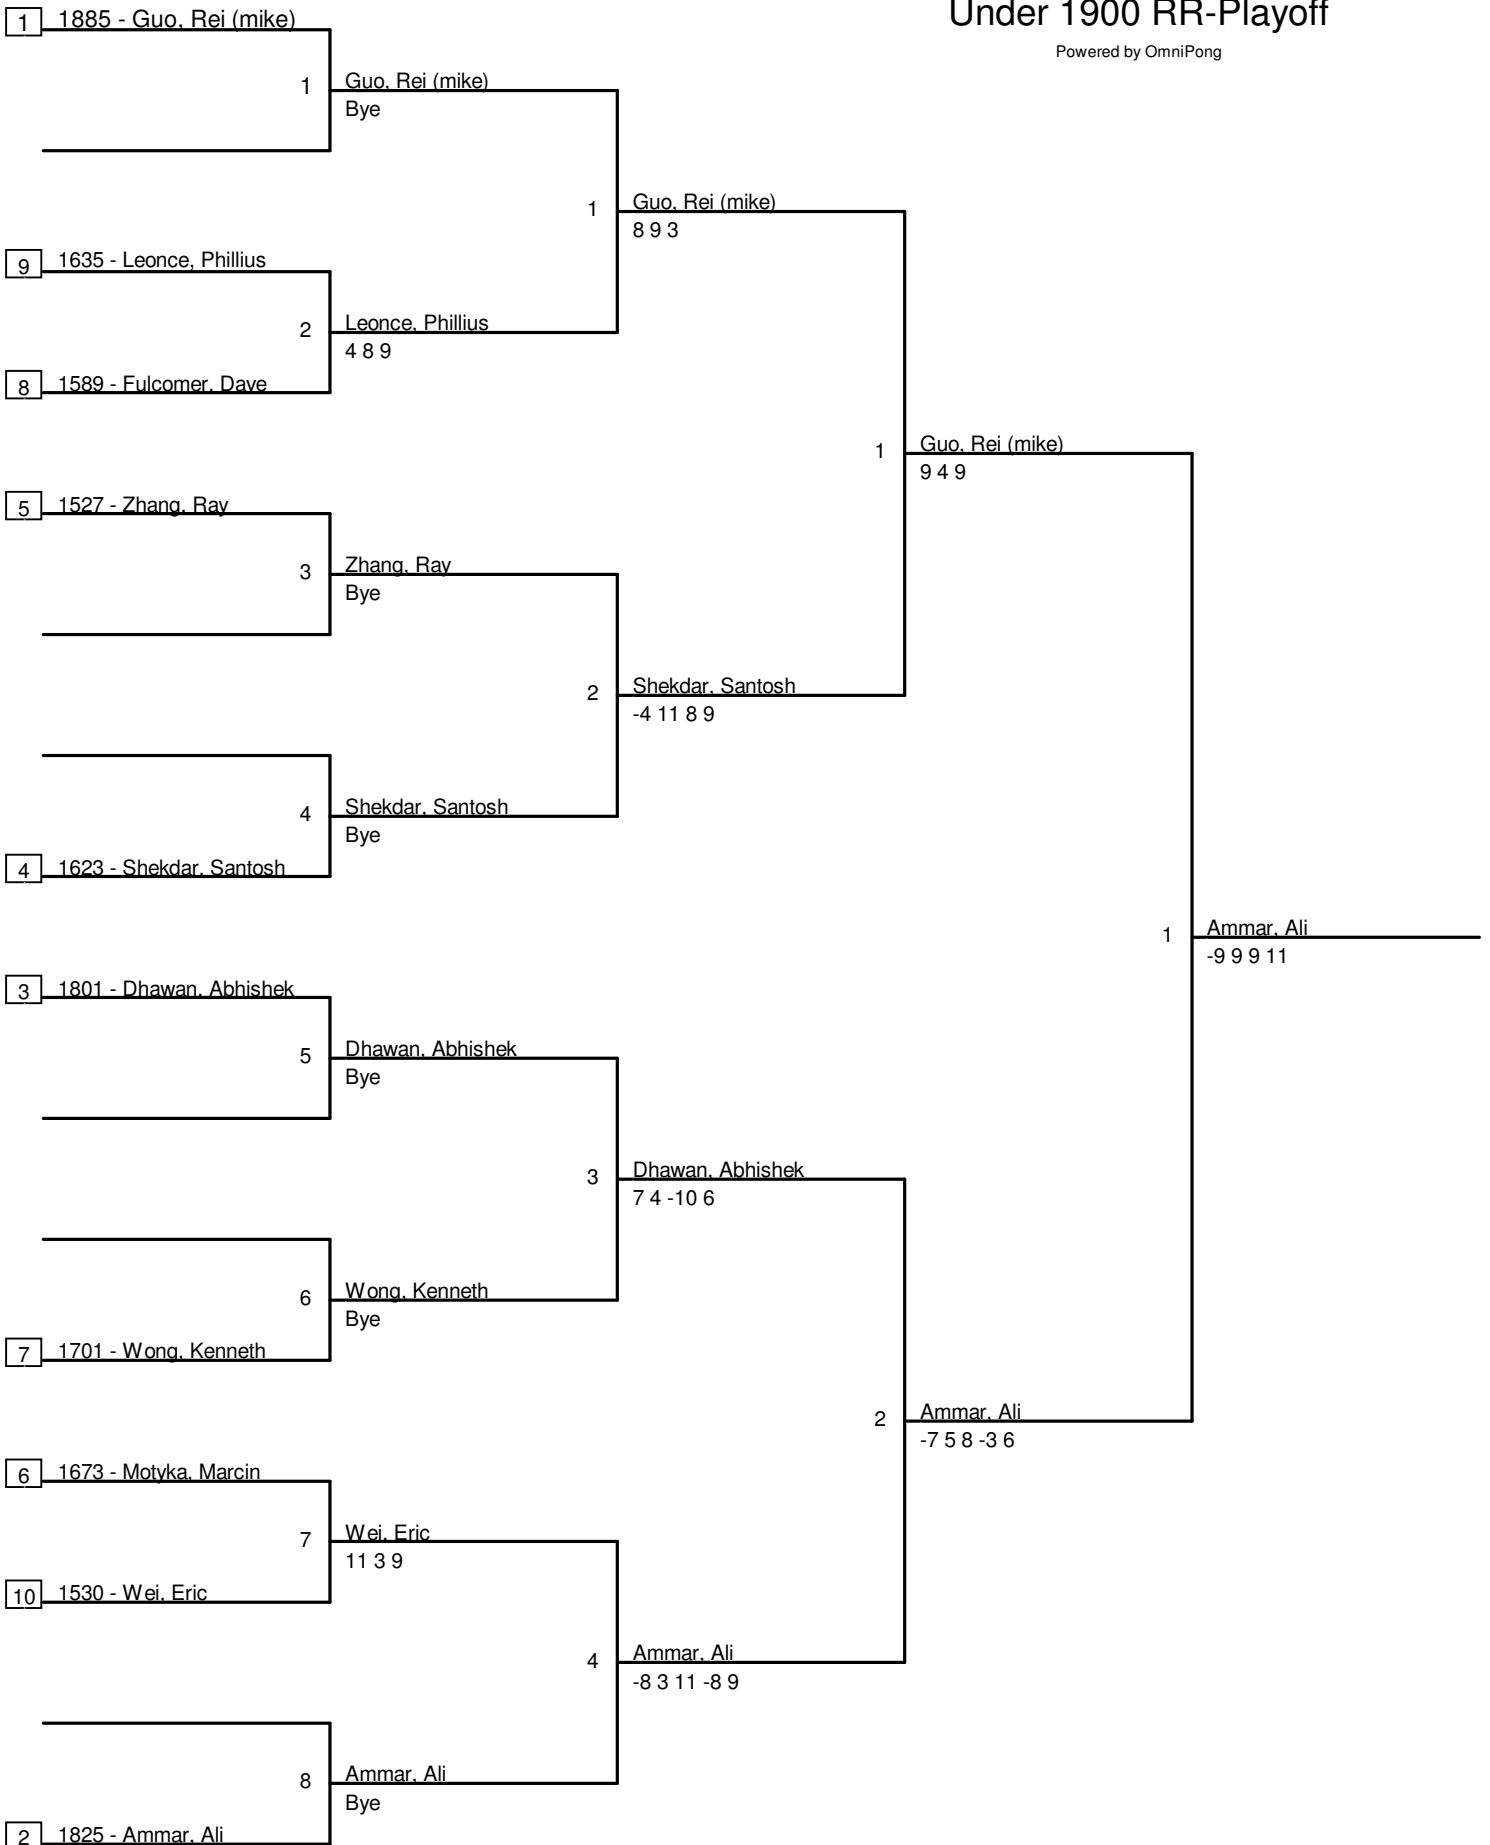 Under 1900 RR-Playoff
Powered by OmniPong
1 1885 - Guo, Rei (mike)
1 Guo, Rei (mike)
Bye
1 Guo, Rei (mike)
8 9 3
9 1635 - Leonce, Phillius
2 Leonce, Phillius
4 8 9
8 1589 - Fulcomer, Dave
1 Guo, Rei (mike)
9 4 9
5 1527 - Zhang, Ray
3 Zhang, Ray
Bye
2 Shekdar, Santosh
-4 11 8 9
4 Shekdar, Santosh
Bye
4 1623 - Shekdar, Santosh
1 Ammar, Ali
-9 9 9 11
3 1801 - Dhawan, Abhishek
5 Dhawan, Abhishek
Bye
3 Dhawan, Abhishek
7 4 -10 6
6 Wong, Kenneth
Bye
7 1701 - Wong, Kenneth
2 Ammar, Ali
-7 5 8 -3 6
6 1673 - Motyka, Marcin
7 Wei, Eric
11 3 9
10 1530 - Wei, Eric
4 Ammar, Ali
-8 3 11 -8 9
8 Ammar, Ali
Bye
2 1825 - Ammar, Ali